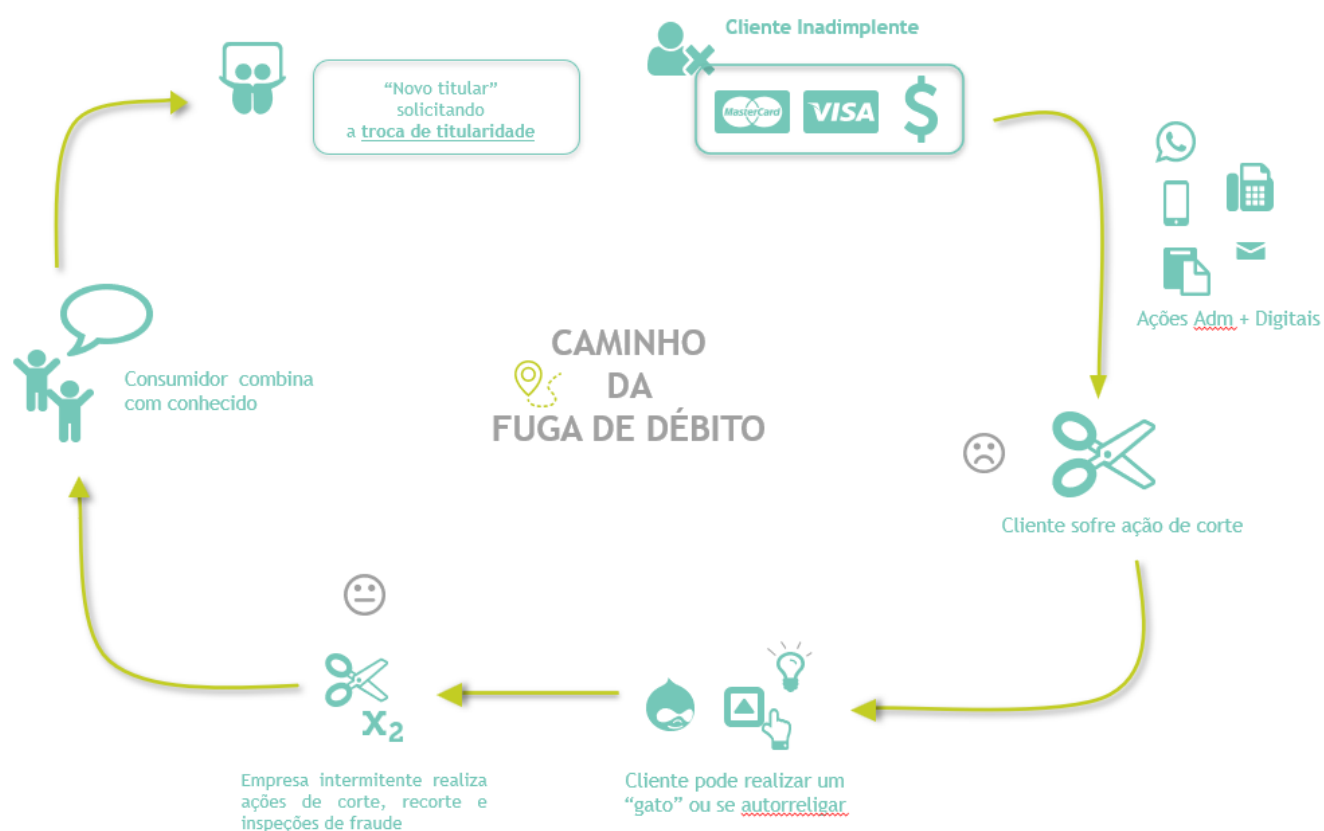 Cliente Inadimplente
MasterCard
VISA
$
“Novo titular”
solicitando
a troca de titularidade
Ações Adm + Digitais
CAMINHO
DA
FUGA DE DÉBITO
Consumidor combina
com conhecido
Cliente sofre ação de corte
X2
Empresa intermitente realiza
ações de corte, recorte e
inspeções de fraude
Cliente pode realizar um
“gato” ou se autorreligar